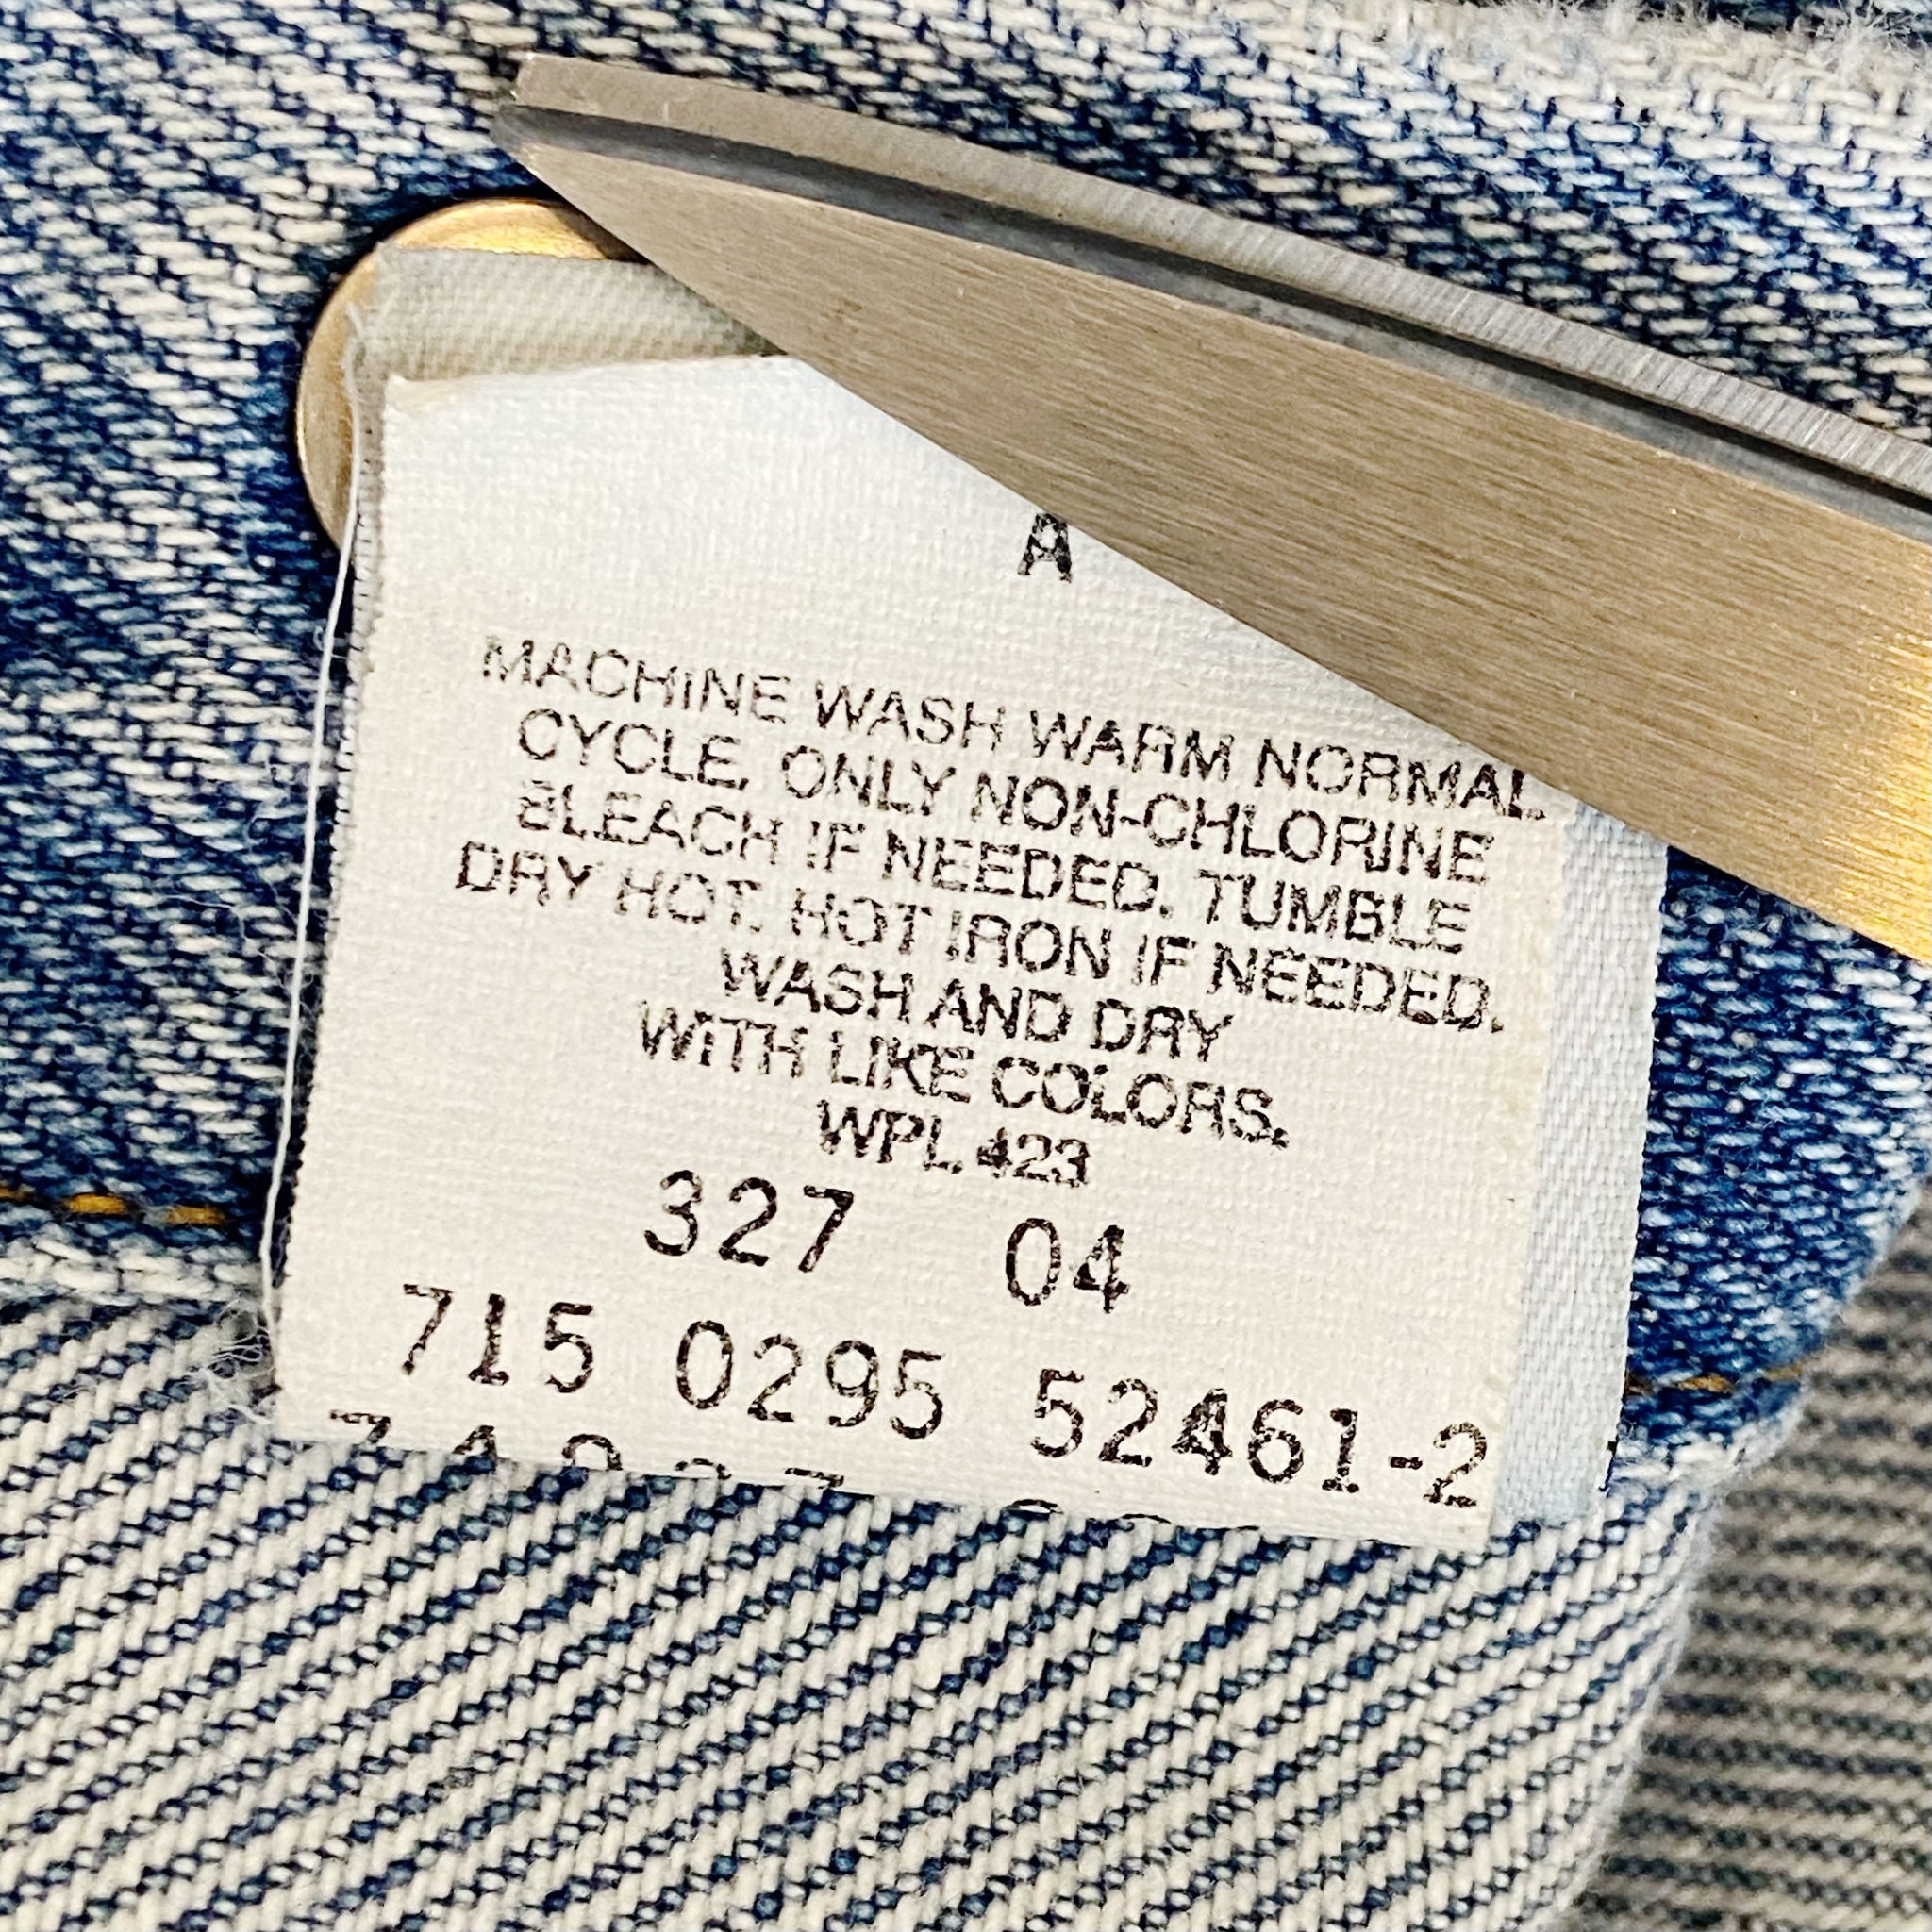 A
MACHINE WASH WARM NORMAL
CYCLE. ONLY NON-CHLORINE
BLEACH IF NEEDED. TUMBLE
DRY HOT. HOT IRON IF NEEDED.
WASH AND DRY
WITH LIKE COLORS.
WPL 423
327 04
715 0295 52461-2